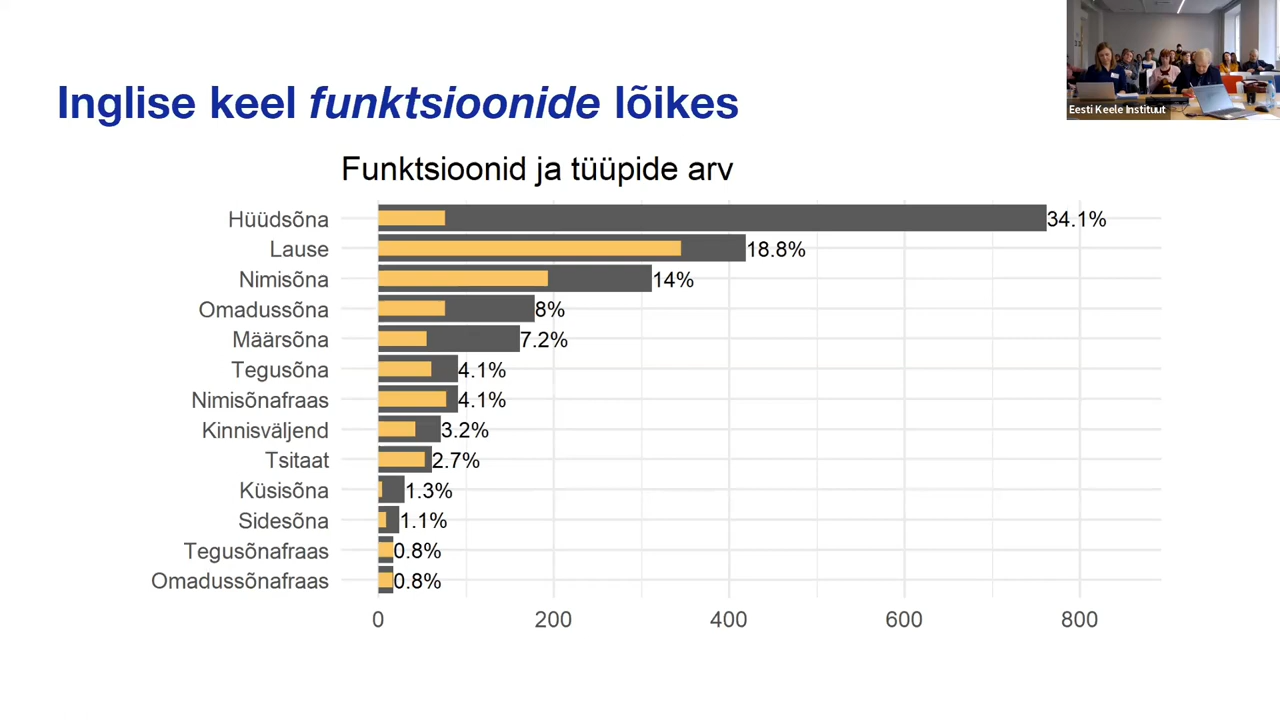 Inglise keel funktsioonide lõikes
Eesti Keele Instituut
Funktsioonid ja tüüpide arv
Hüüdsõna 34.1%
Lause 18.8%
Nimisõna 14%
Omadussõna 8%
Määrsõna 7.2%
Tegusõna 4.1%
Nimisõnafraas 4.1%
Kinnisväljend 3.2%
Tsitaat 2.7%
Küsisõna 1.3%
Sidesõna 1.1%
Tegusõnafraas 0.8%
Omadussõnafraas 0.8%
0 200 400 600 800